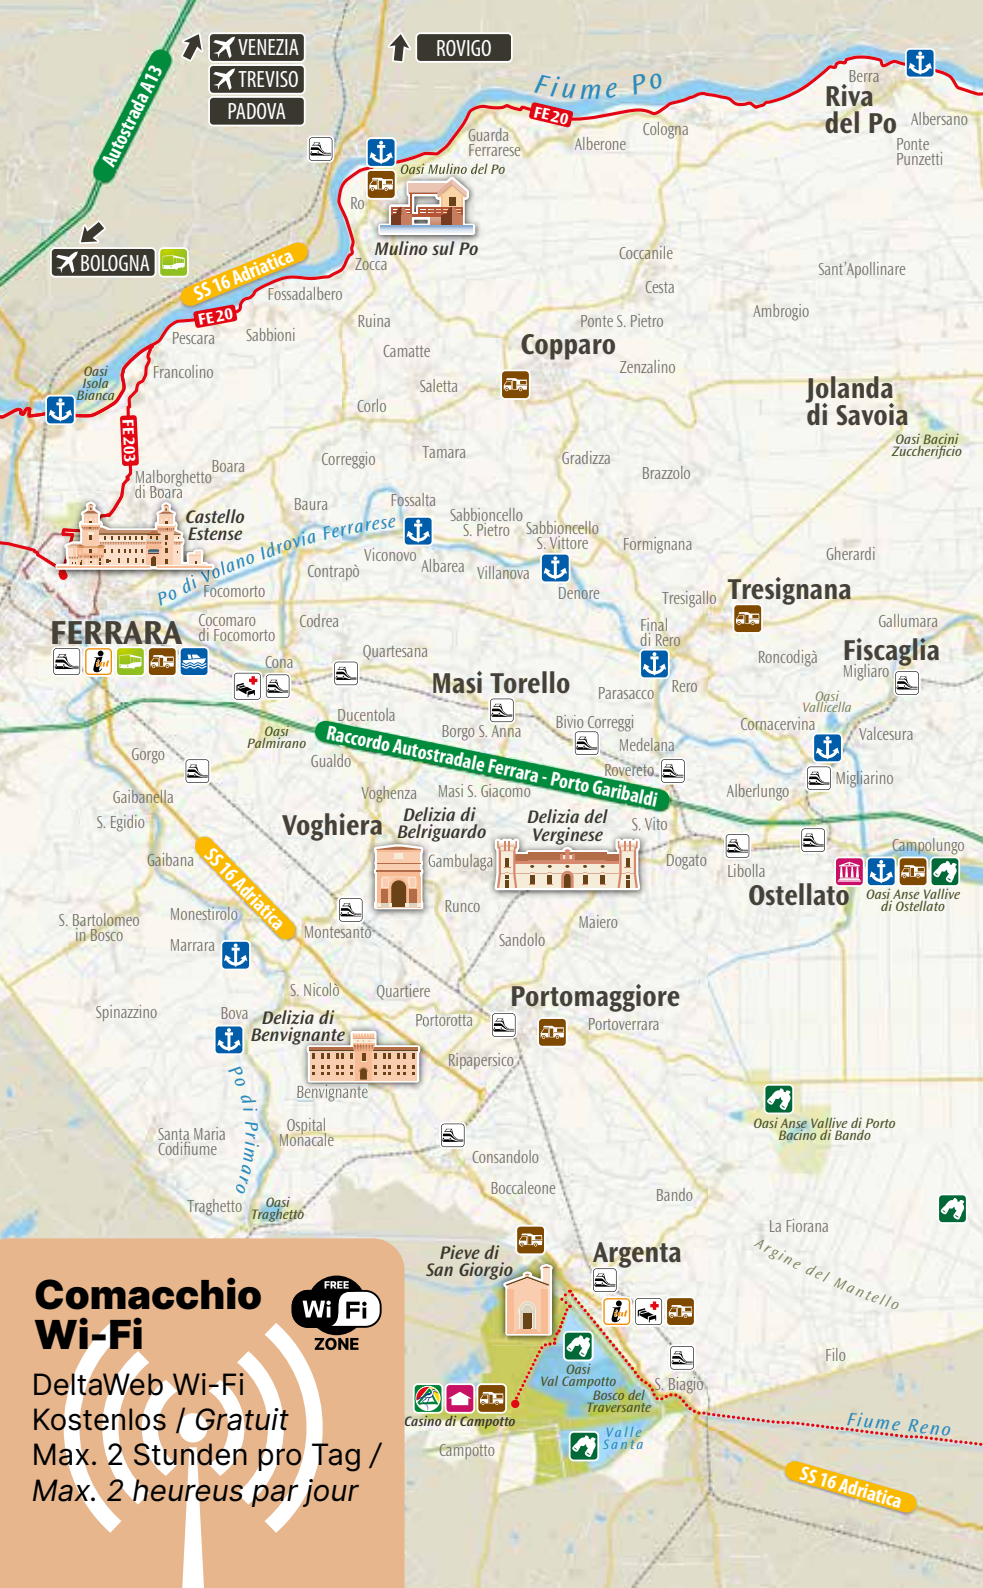 VENEZIA
TREVISO
PADOVA
ROVIGO
Autostrada A13
BOLOGNA
Fiume Po
FE 20
Berra
Riva
del Po
Albersano
Ponte
Punzetti
Guarda
Ferrarese
Alberone
Cologna
Oasi Mulino del Po
Ro
Mulino sul Po
Zocca
SS 16 Adriatica
Fossadalbero
FE 20
Coccanile
Sant'Apollinare
Cesta
Ambrogio
Pescara
Sabbioni
Ruina
Ponte S. Pietro
Copparo
Camatte
Zenzalino
Oasi
Isola
Bianca
Francolino
Saletta
Jolanda
di Savoia
Corlo
FE 203
Oasi Bacini
Zuccherificio
Boara
Malborghetto
di Boara
Correggio
Tamara
Gradizza
Brazzolo
Castello
Estense
Baura
Fossalta
Sabbioncello
S. Pietro
Sabbioncello
S. Vittore
Po di Volano Idrovia Ferrarese
Formignana
Gherardi
Viconovo
Contrapò
Albarea
Villanova
Denore
Focomorto
Tresigallo
Tresignana
FERRARA
int
Cocomaro
di Focomorto
Codrea
Final
di Rero
Gallumara
Fiscaglia
Migliaro
Quartesana
Cona
Roncodigà
Masi Torello
Parasacco
Rero
Oasi
Vallicella
Ducentola
Borgo S. Anna
Bivio Correggi
Cornacervina
Valcesura
Oasi
Palmirano
Raccordo Autostradale Ferrara - Porto Garibaldi
Medelana
Gorgo
Gualdo
Rovereto
Migliarino
Alberlungo
Gaibanella
Voghenza
Masi S. Giacomo
S. Egidio
Voghiera
Delizia di
Belriguardo
Delizia del
Verginese
S. Vito
Gaibana
SS 16 Adriatica
Gambulaga
Dogato
Libolla
Campolungo
Ostellato
Oasi Anse Vallive
di Ostellato
S. Bartolomeo
in Bosco
Monestirolo
Montesanto
Runco
Maiero
Marrara
Sandolo
S. Nicolò
Quartiere
Portomaggiore
Spinazzino
Bova
Delizia di
Benvignante
Portorotta
Portoverrara
Ripapersico
Po di Primaro
Benvignante
Santa Maria
Codifiume
Ospital
Monacale
Consandolo
Oasi Anse Vallive di Porto
Bacino di Bando
Boccaleone
Bando
Traghetto
Oasi
Traghetto
La Fiorana
Argine del Mantello
Pieve di
San Giorgio
Argenta
int
Filo
Oasi
Val Campotto
S. Biagio
Bosco del
Traversante
Casino di Campotto
Campotto
Valle
Santa
Fiume Reno
SS 16 Adriatica
Comacchio
Wi-Fi
FREE
Wi Fi
ZONE
DeltaWeb Wi-Fi
Kostenlos / Gratuit
Max. 2 Stunden pro Tag /
Max. 2 heureus par jour